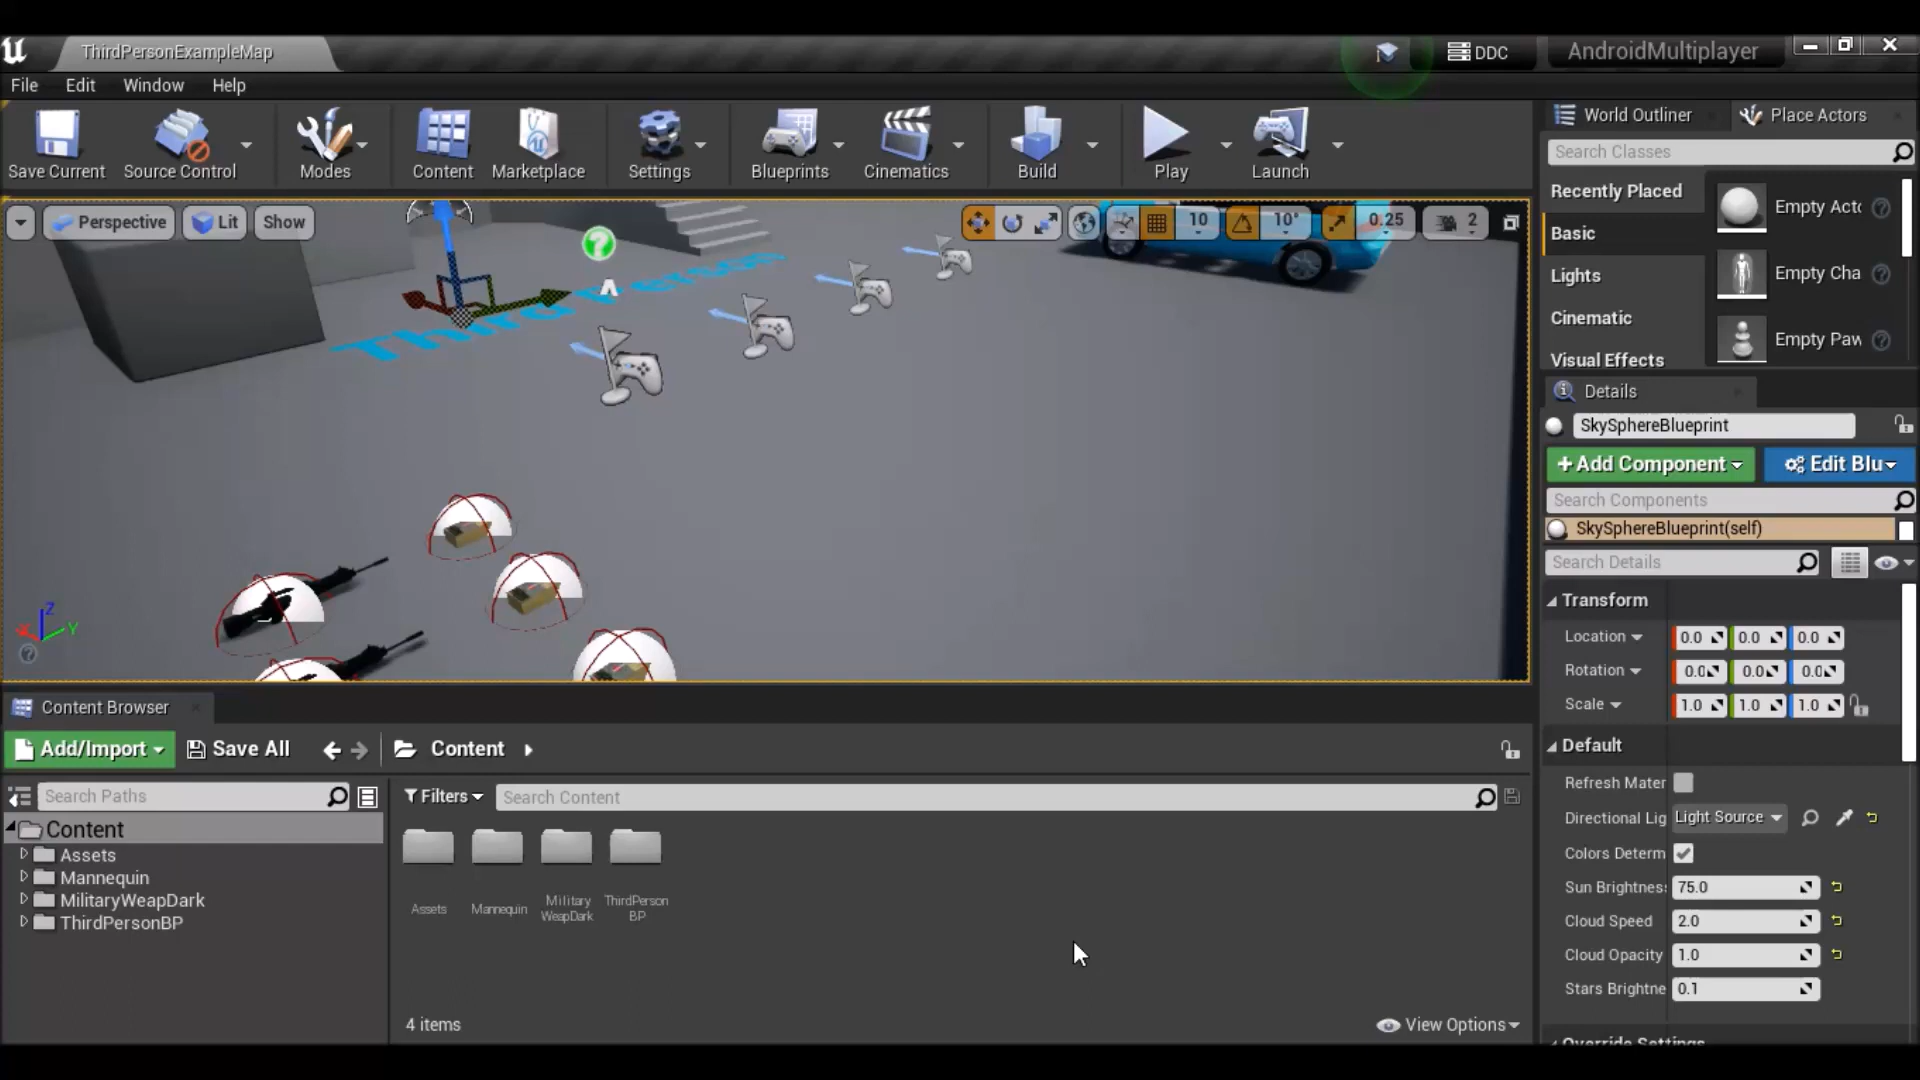 ThirdPersonExampleMap
DDC
AndroidMultiplayer
File Edit Window Help
Save Current
Source Control
Modes
Content
Marketplace
Settings
Blueprints
Cinematics
Build
Play
Launch
World Outliner
Place Actors
Search Classes
Recently Placed
Basic
Lights
Cinematic
Visual Effects
Empty Actc
Empty Cha
Empty Paw
Perspective
Lit
Show
10
10°
0.25
2
Third Person
Z
X
Y
Details
SkySphereBlueprint
+Add Component
Edit Blu
Search Components
SkySphereBlueprint(self)
Search Details
Transform
Location 0.0 0.0 0.0
Rotation 0.0 0.0 0.0
Scale 1.0 1.0 1.0
Default
Refresh Mater
Directional Lig Light Source
Colors Determ
Sun Brightness 75.0
Cloud Speed 2.0
Cloud Opacity 1.0
Stars Brightne 0.1
Override Settings
Content Browser
Add/Import
Save All
Content
Search Paths
Filters
Search Content
Content
Assets
Mannequin
MilitaryWeapDark
ThirdPersonBP
Assets
Mannequin
Military
WeapDark
ThirdPerson
BP
4 items
View Options